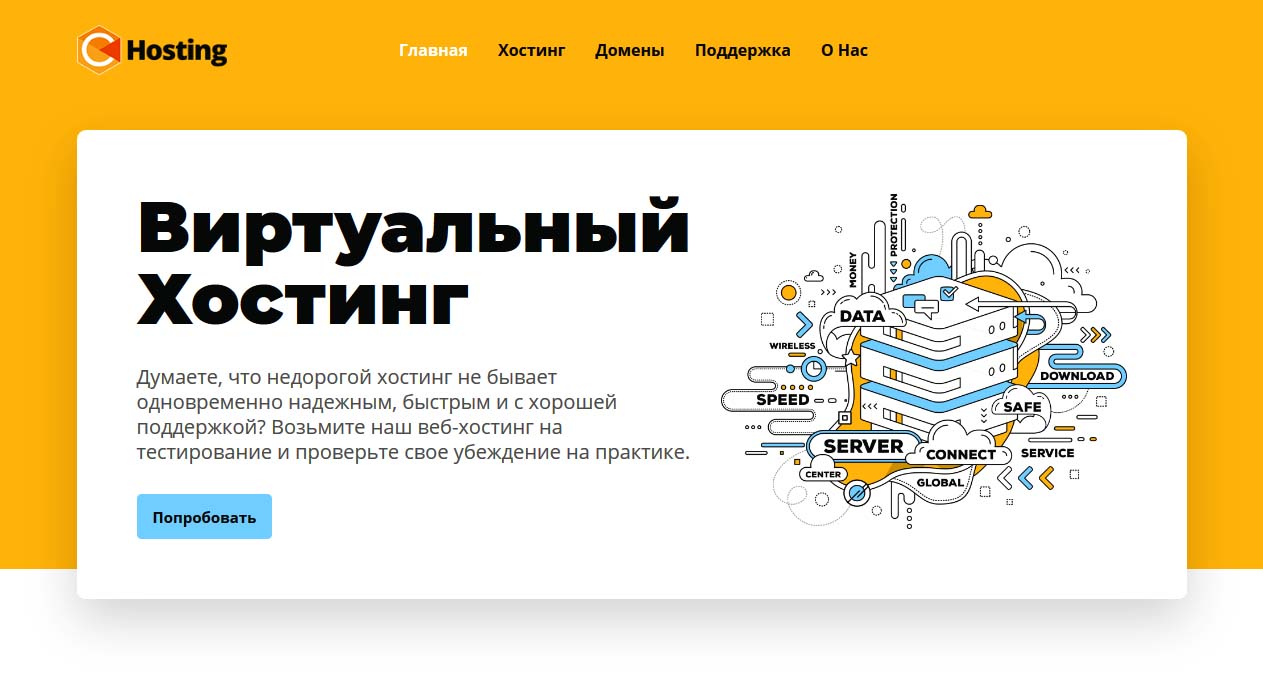 Hosting
Главная Хостинг Домены Поддержка О Нас
Виртуальный
Хостинг
Думаете, что недорогой хостинг не бывает
одновременно надежным, быстрым и с хорошей
поддержкой? Возьмите наш веб-хостинг на
тестирование и проверьте свое убеждение на практике.
Попробовать
PROTECTION
MONEY
DATA
WIRELESS
DOWNLOAD
SPEED
SAFE
SERVER
CONNECT
SERVICE
CENTER
GLOBAL